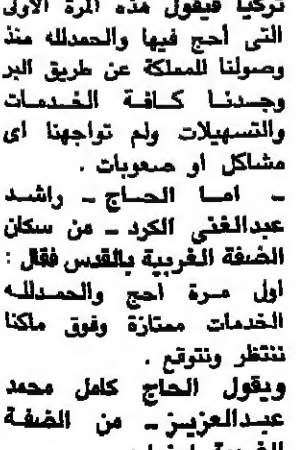 تركيا فيقول هذه المرة الاولى
التى أحج فيها والحمدلله منذ
وصولنا للمملكة عن طريق البر
وجدنا كافة الخدمات
والتسهيلات ولم تواجهنا اى
مشاكل او صعوبات .
- اما الحاج - راشد
عبدالغنى الكرد - من سكان
الضفة الغربية بالقدس فقال :
اول مرة احج والحمدلله
الخدمات ممتازة وفوق ماكنا
ننتظر ونتوقع .
ويقول الحاج كامل محمد
عبدالعزيز - من الضفة